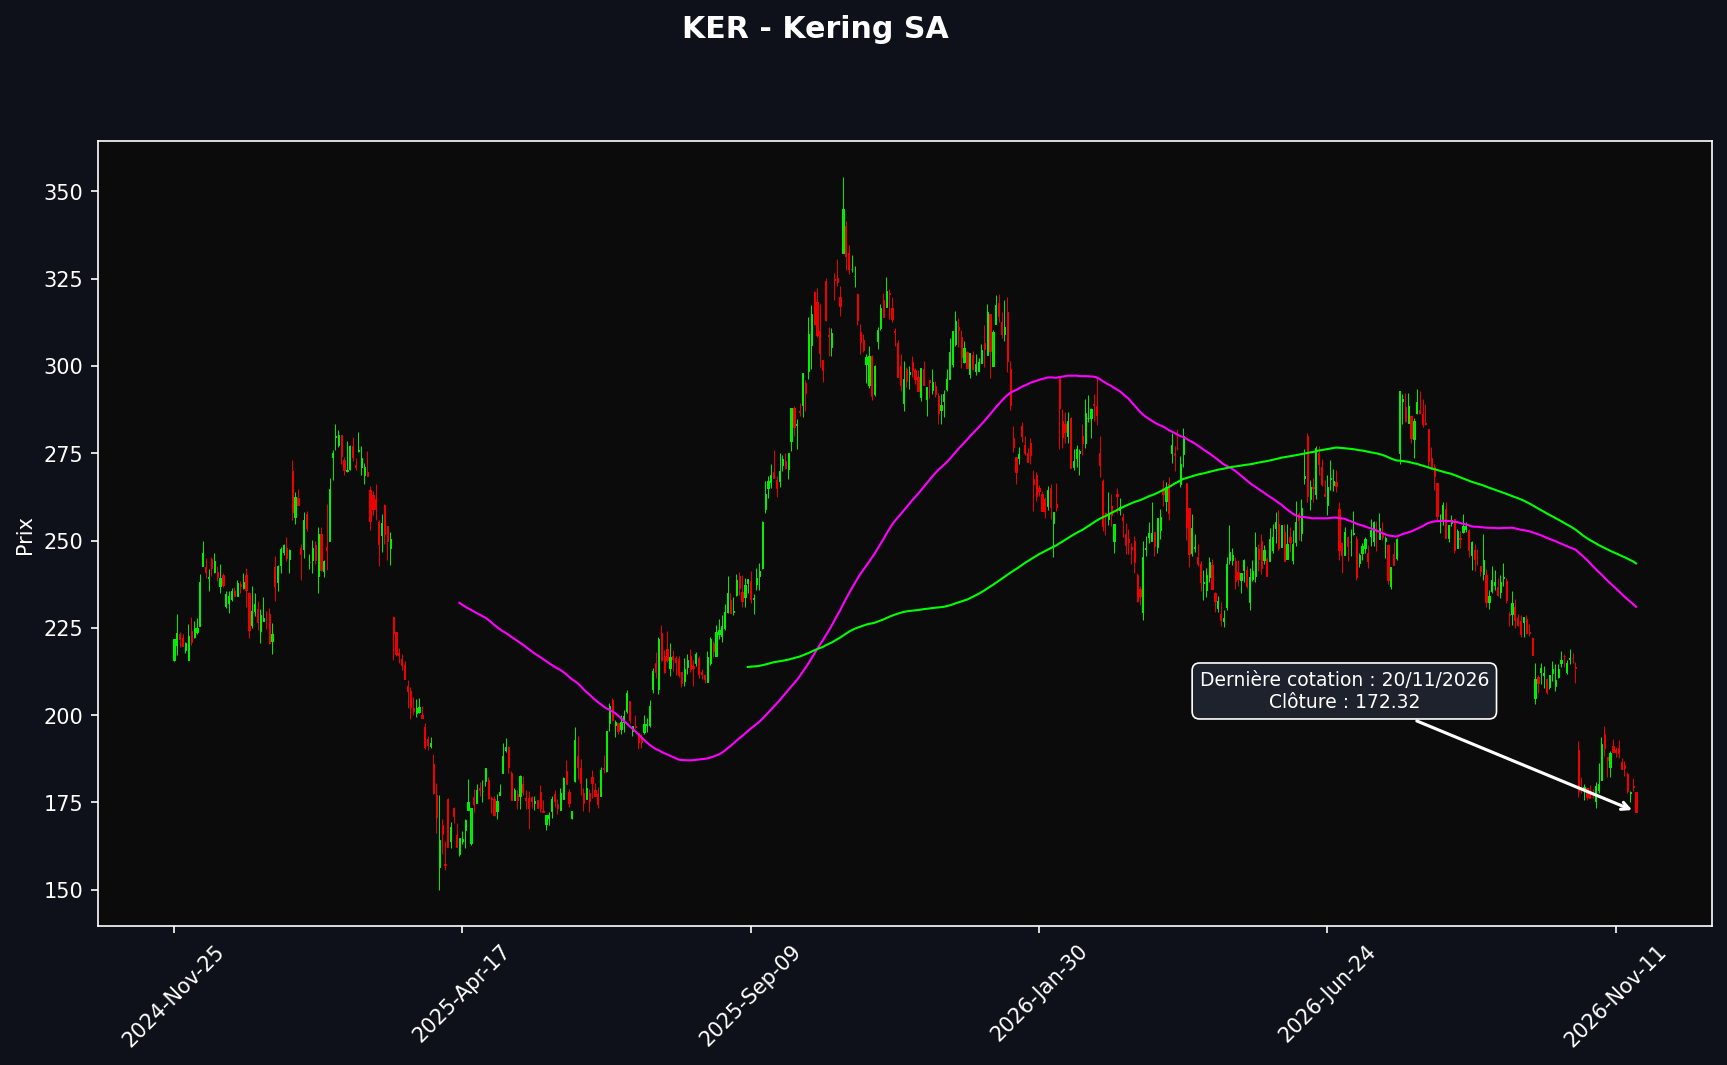 KER - Kering SA
Prix
350
325
300
275
250
225
200
175
150
Dernière cotation : 20/11/2026
Clôture : 172.32
2024-Nov-25
2025-Apr-17
2025-Sep-09
2026-Jan-30
2026-Jun-24
2026-Nov-11